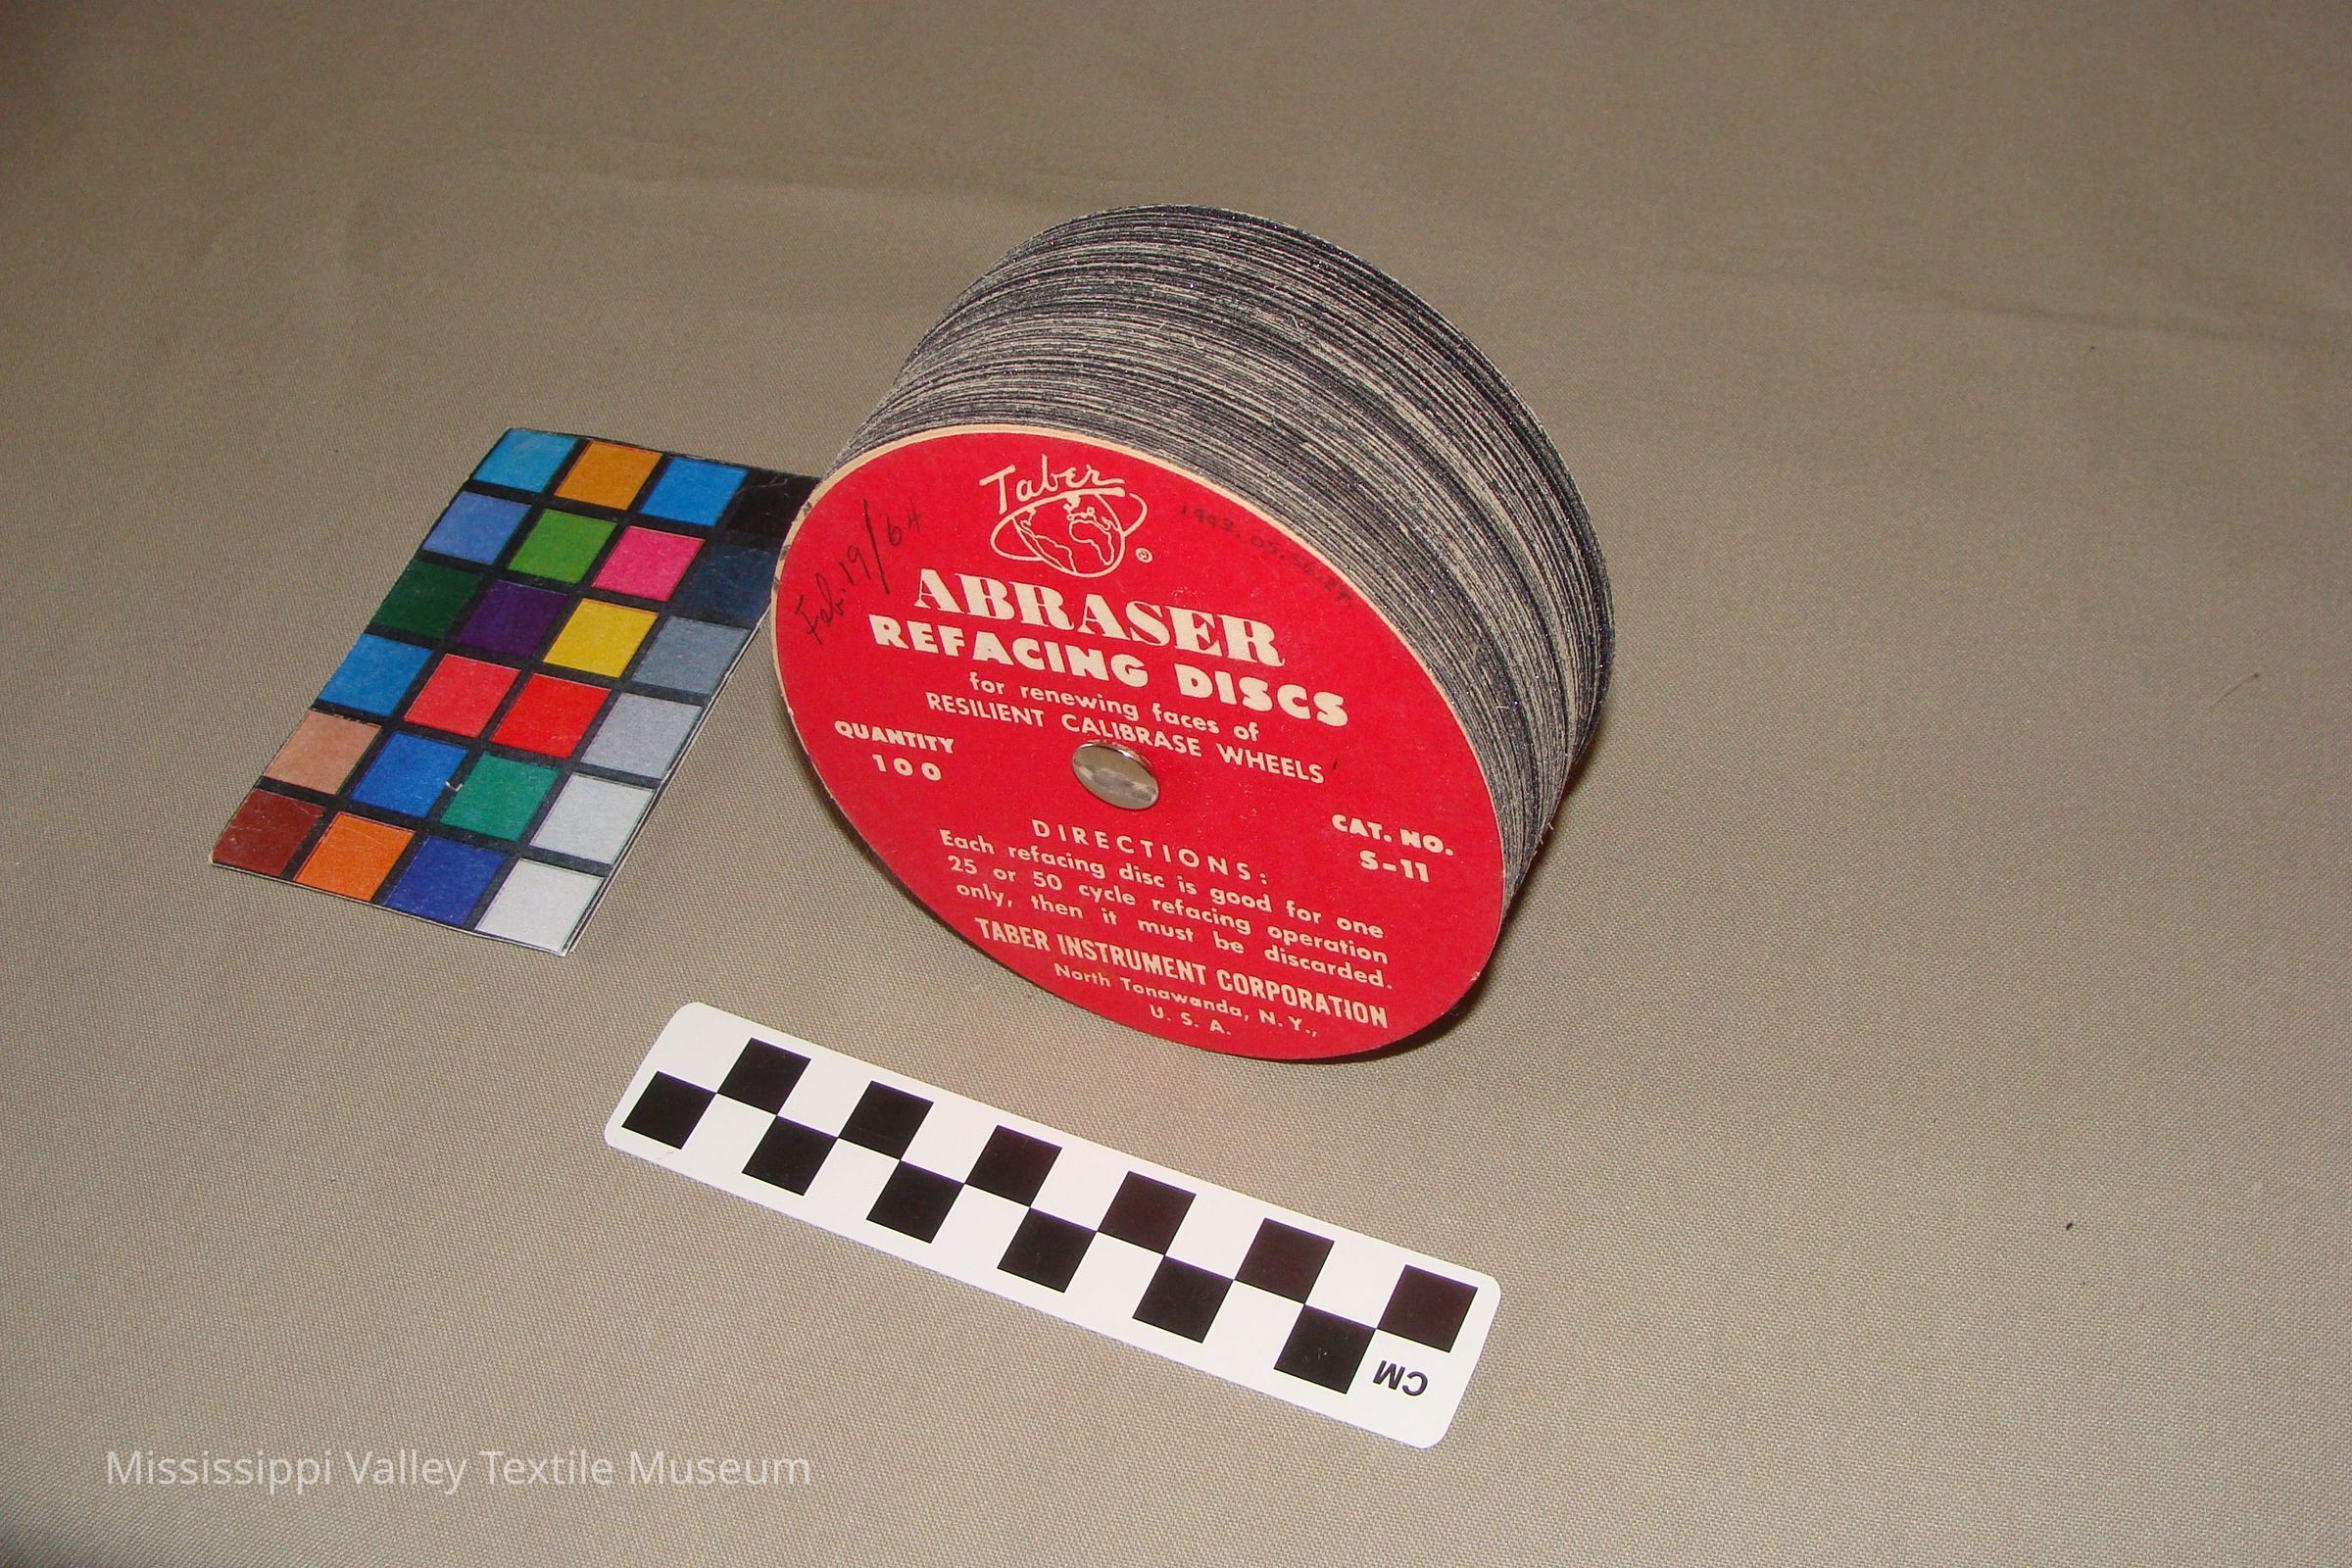 Taber
®
Feb. 19/64
ABRASER
REFACING DISCS
for renewing faces of
RESILIENT CALIBRASE WHEELS
QUANTITY
100
CAT. NO.
S-11
DIRECTIONS:
Each refacing disc is good for one
25 or 50 cycle refacing operation
only, then it must be discarded.
TABER INSTRUMENT CORPORATION
North Tonawanda, N.Y.,
U. S. A.
CM
Mississippi Valley Textile Museum